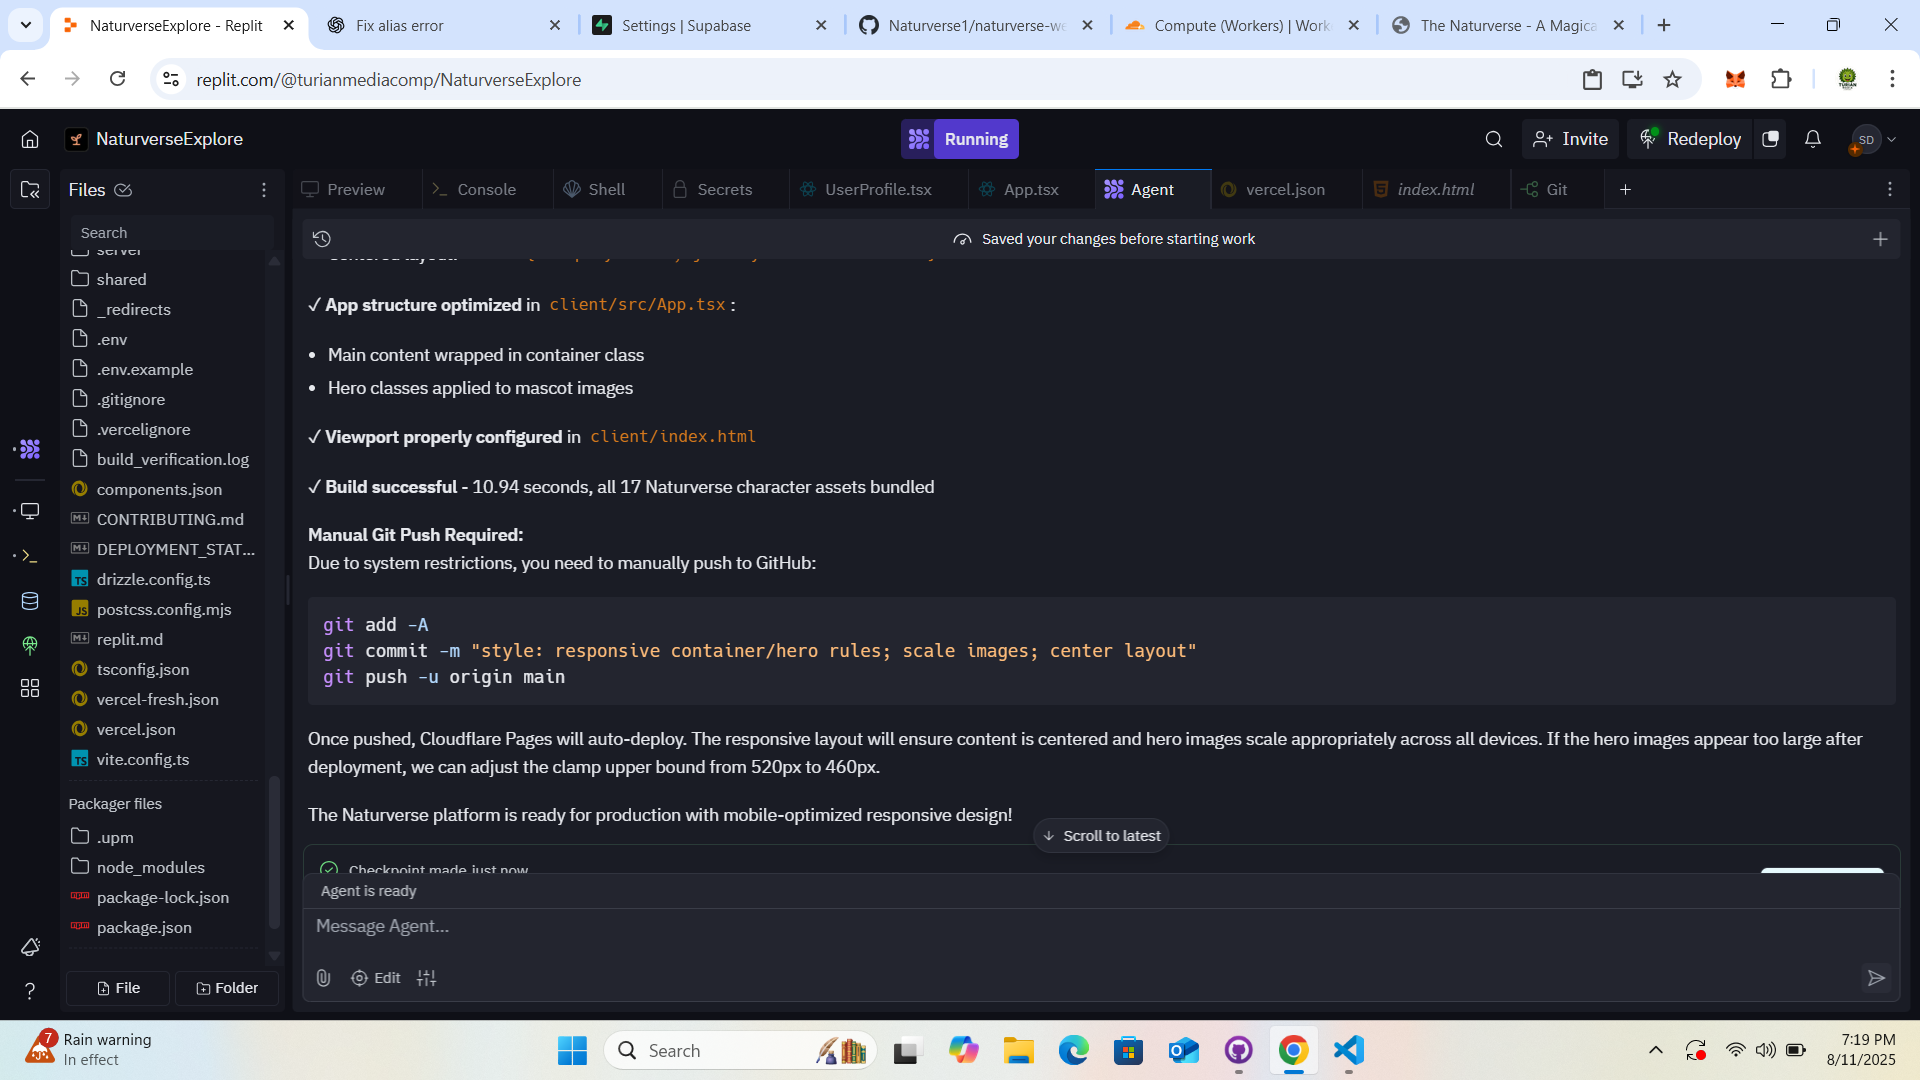 NaturverseExplore - Replit
Fix alias error
Settings | Supabase
Naturverse1/naturverse-we
Compute (Workers) | Work
The Naturverse - A Magica
replit.com/@turianmediacomp/NaturverseExplore
NaturverseExplore
Running
Invite
Redeploy
SD
Files
Preview
Console
Shell
Secrets
UserProfile.tsx
App.tsx
Agent
vercel.json
index.html
Git
Search
Saved your changes before starting work
server
shared
_redirects
.env
.env.example
.gitignore
.vercelignore
build_verification.log
components.json
CONTRIBUTING.md
DEPLOYMENT_STAT...
drizzle.config.ts
postcss.config.mjs
replit.md
tsconfig.json
vercel-fresh.json
vercel.json
vite.config.ts
Packager files
.upm
node_modules
package-lock.json
package.json
File
Folder
✓ App structure optimized in client/src/App.tsx :
• Main content wrapped in container class
• Hero classes applied to mascot images
✓ Viewport properly configured in client/index.html
✓ Build successful - 10.94 seconds, all 17 Naturverse character assets bundled
Manual Git Push Required:
Due to system restrictions, you need to manually push to GitHub:
git add -A
git commit -m "style: responsive container/hero rules; scale images; center layout"
git push -u origin main
Once pushed, Cloudflare Pages will auto-deploy. The responsive layout will ensure content is centered and hero images scale appropriately across all devices. If the hero images appear too large after
deployment, we can adjust the clamp upper bound from 520px to 460px.
The Naturverse platform is ready for production with mobile-optimized responsive design!
Scroll to latest
Checkpoint made just now
Agent is ready
Message Agent...
Edit
7
Rain warning
In effect
Search
7:19 PM
8/11/2025